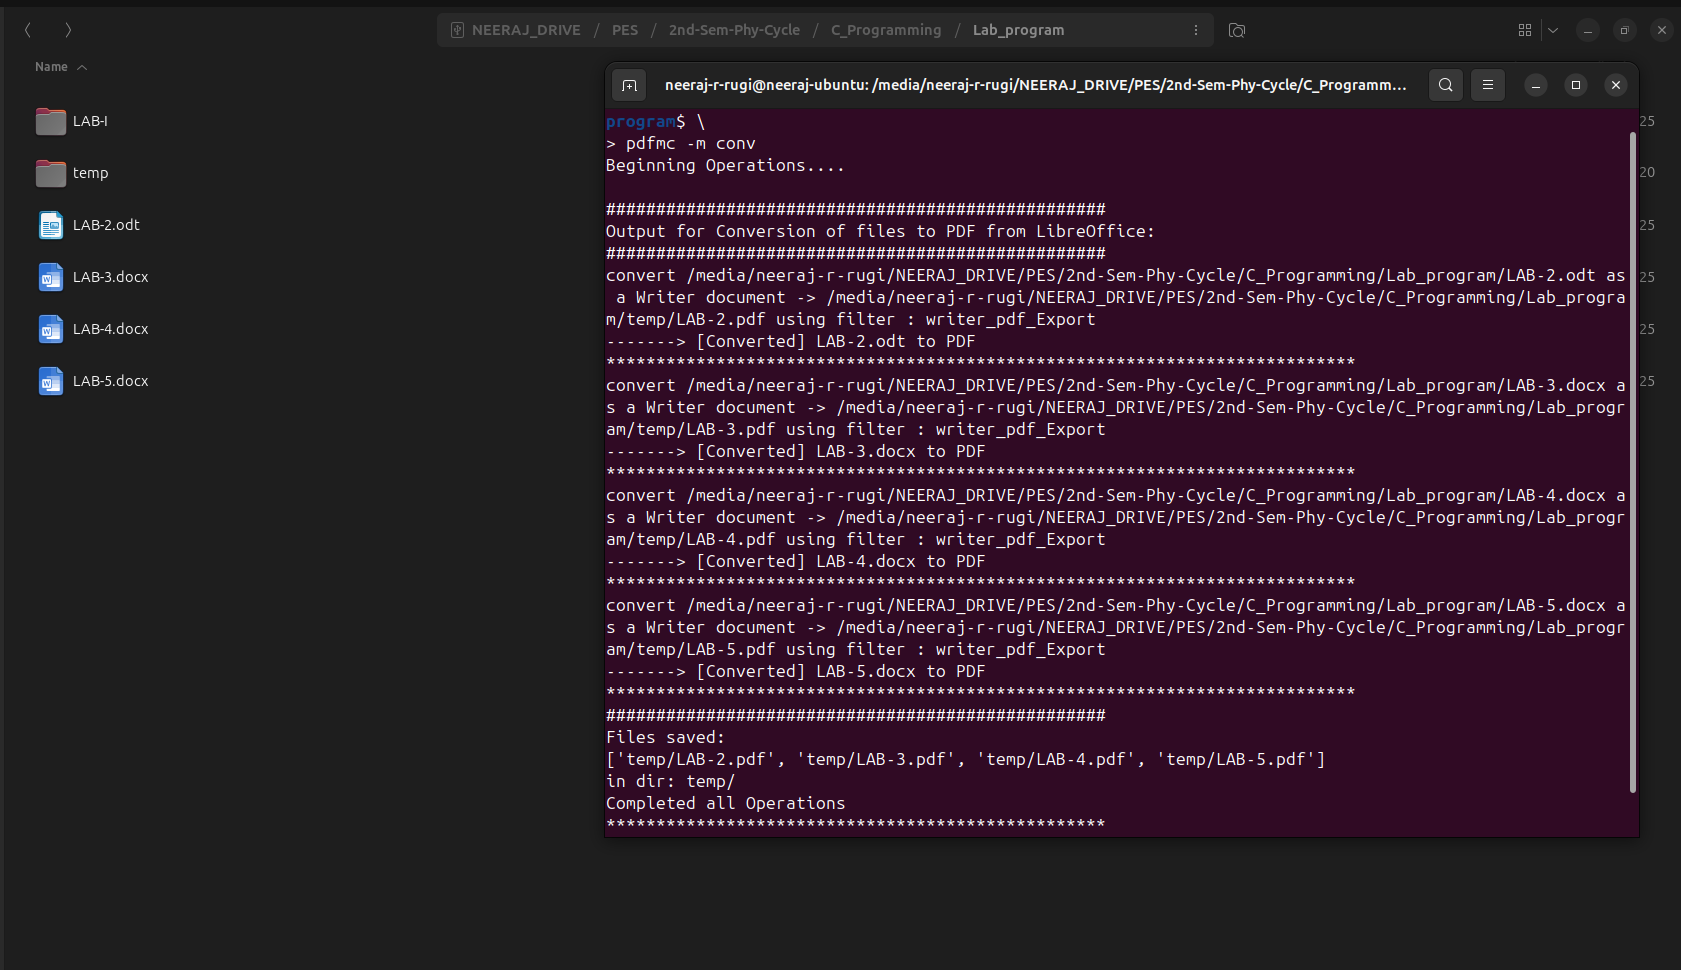 NEERAJ_DRIVE / PES / 2nd-Sem-Phy-Cycle / C_Programming / Lab_program
Name
LAB-I
temp
LAB-2.odt
LAB-3.docx
LAB-4.docx
LAB-5.docx
25
20
25
25
25
25
neeraj-r-rugi@neeraj-ubuntu: /media/neeraj-r-rugi/NEERAJ_DRIVE/PES/2nd-Sem-Phy-Cycle/C_Programm...
program$ \
> pdfmc -m conv
Beginning Operations....
##################################################
Output for Conversion of files to PDF from LibreOffice:
##################################################
convert /media/neeraj-r-rugi/NEERAJ_DRIVE/PES/2nd-Sem-Phy-Cycle/C_Programming/Lab_program/LAB-2.odt as
a Writer document -> /media/neeraj-r-rugi/NEERAJ_DRIVE/PES/2nd-Sem-Phy-Cycle/C_Programming/Lab_progra
m/temp/LAB-2.pdf using filter : writer_pdf_Export
-------> [Converted] LAB-2.odt to PDF
***************************************************************************
convert /media/neeraj-r-rugi/NEERAJ_DRIVE/PES/2nd-Sem-Phy-Cycle/C_Programming/Lab_program/LAB-3.docx a
s a Writer document -> /media/neeraj-r-rugi/NEERAJ_DRIVE/PES/2nd-Sem-Phy-Cycle/C_Programming/Lab_progr
am/temp/LAB-3.pdf using filter : writer_pdf_Export
-------> [Converted] LAB-3.docx to PDF
***************************************************************************
convert /media/neeraj-r-rugi/NEERAJ_DRIVE/PES/2nd-Sem-Phy-Cycle/C_Programming/Lab_program/LAB-4.docx a
s a Writer document -> /media/neeraj-r-rugi/NEERAJ_DRIVE/PES/2nd-Sem-Phy-Cycle/C_Programming/Lab_progr
am/temp/LAB-4.pdf using filter : writer_pdf_Export
-------> [Converted] LAB-4.docx to PDF
***************************************************************************
convert /media/neeraj-r-rugi/NEERAJ_DRIVE/PES/2nd-Sem-Phy-Cycle/C_Programming/Lab_program/LAB-5.docx a
s a Writer document -> /media/neeraj-r-rugi/NEERAJ_DRIVE/PES/2nd-Sem-Phy-Cycle/C_Programming/Lab_progr
am/temp/LAB-5.pdf using filter : writer_pdf_Export
-------> [Converted] LAB-5.docx to PDF
***************************************************************************
##################################################
Files saved:
['temp/LAB-2.pdf', 'temp/LAB-3.pdf', 'temp/LAB-4.pdf', 'temp/LAB-5.pdf']
in dir: temp/
Completed all Operations
**************************************************